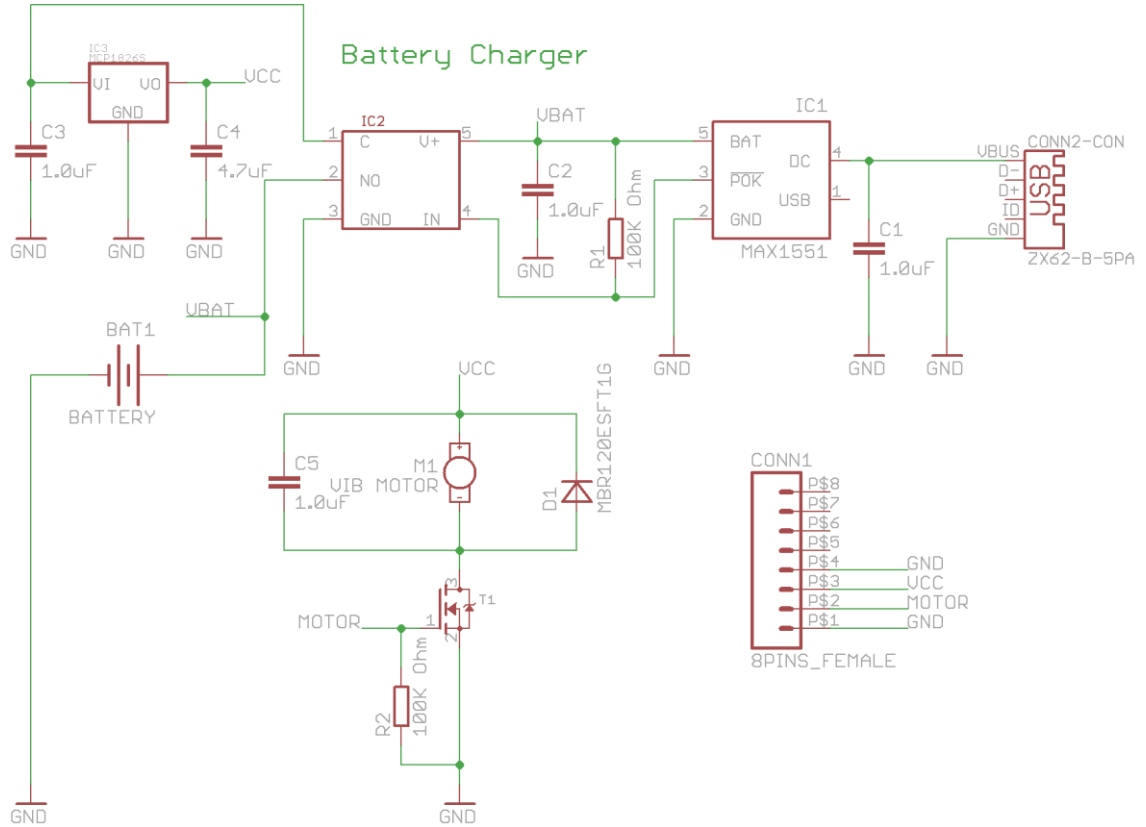 Battery Charger
IC3
MCP1826S
VI
VO
GND
VCC
C3
1.0uF
C4
4.7uF
GND
GND
GND
IC2
1
C
V+
5
2
NO
3
GND
IN
4
GND
VBAT
C2
1.0uF
GND
R1
100K Ohm
IC1
5
BAT
DC
4
3
POK
USB
1
2
GND
MAX1551
GND
C1
1.0uF
GND
CONN2-CON
VBUS
D-
D+
ID
GND
USB
ZX62-B-5PA
GND
VBAT
BAT1
BATTERY
GND
VCC
C5
1.0uF
M1
VIB MOTOR
+
-
D1
MBR120ESFT1G
3
T1
MOTOR
1
2
R2
100K Ohm
GND
CONN1
P$8
P$7
P$6
P$5
P$4
GND
P$3
VCC
P$2
MOTOR
P$1
GND
8PINS_FEMALE